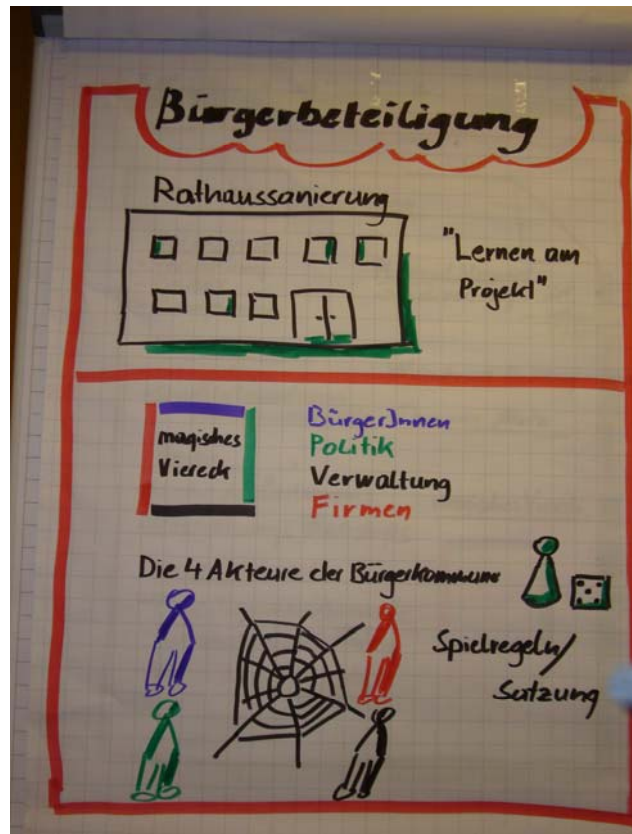 Bürgerbeteiligung
Rathaussanierung
"Lernen am
Projekt"
magisches
Viereck
BürgerInnen
Politik
Verwaltung
Firmen
Die 4 Akteure der Bürgerkommune
Spielregeln/
Satzung